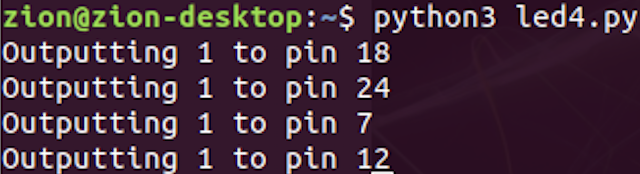 zion@zion-desktop:~$ python3 led4.py
Outputting 1 to pin 18
Outputting 1 to pin 24
Outputting 1 to pin 7
Outputting 1 to pin 12